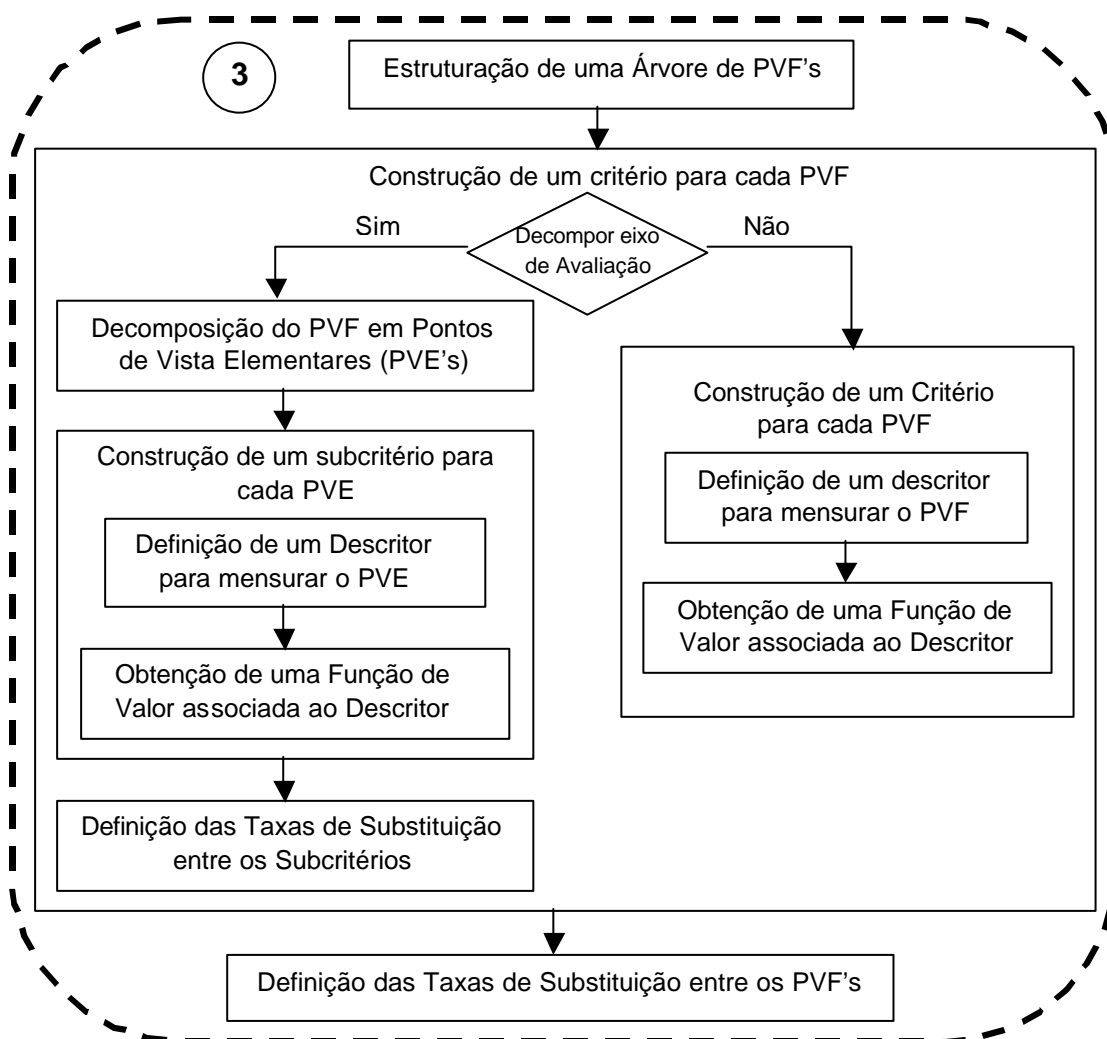 3
Estruturação de uma Árvore de PVF's
Construção de um critério para cada PVF
Sim
Decompor eixo
de Avaliação
Não
Decomposição do PVF em Pontos
de Vista Elementares (PVE's)
Construção de um subcritério para
cada PVE
Definição de um Descritor
para mensurar o PVE
Obtenção de uma Função de
Valor associada ao Descritor
Definição das Taxas de Substituição
entre os Subcritérios
Construção de um Critério
para cada PVF
Definição de um descritor
para mensurar o PVF
Obtenção de uma Função de
Valor associada ao Descritor
Definição das Taxas de Substituição entre os PVF's